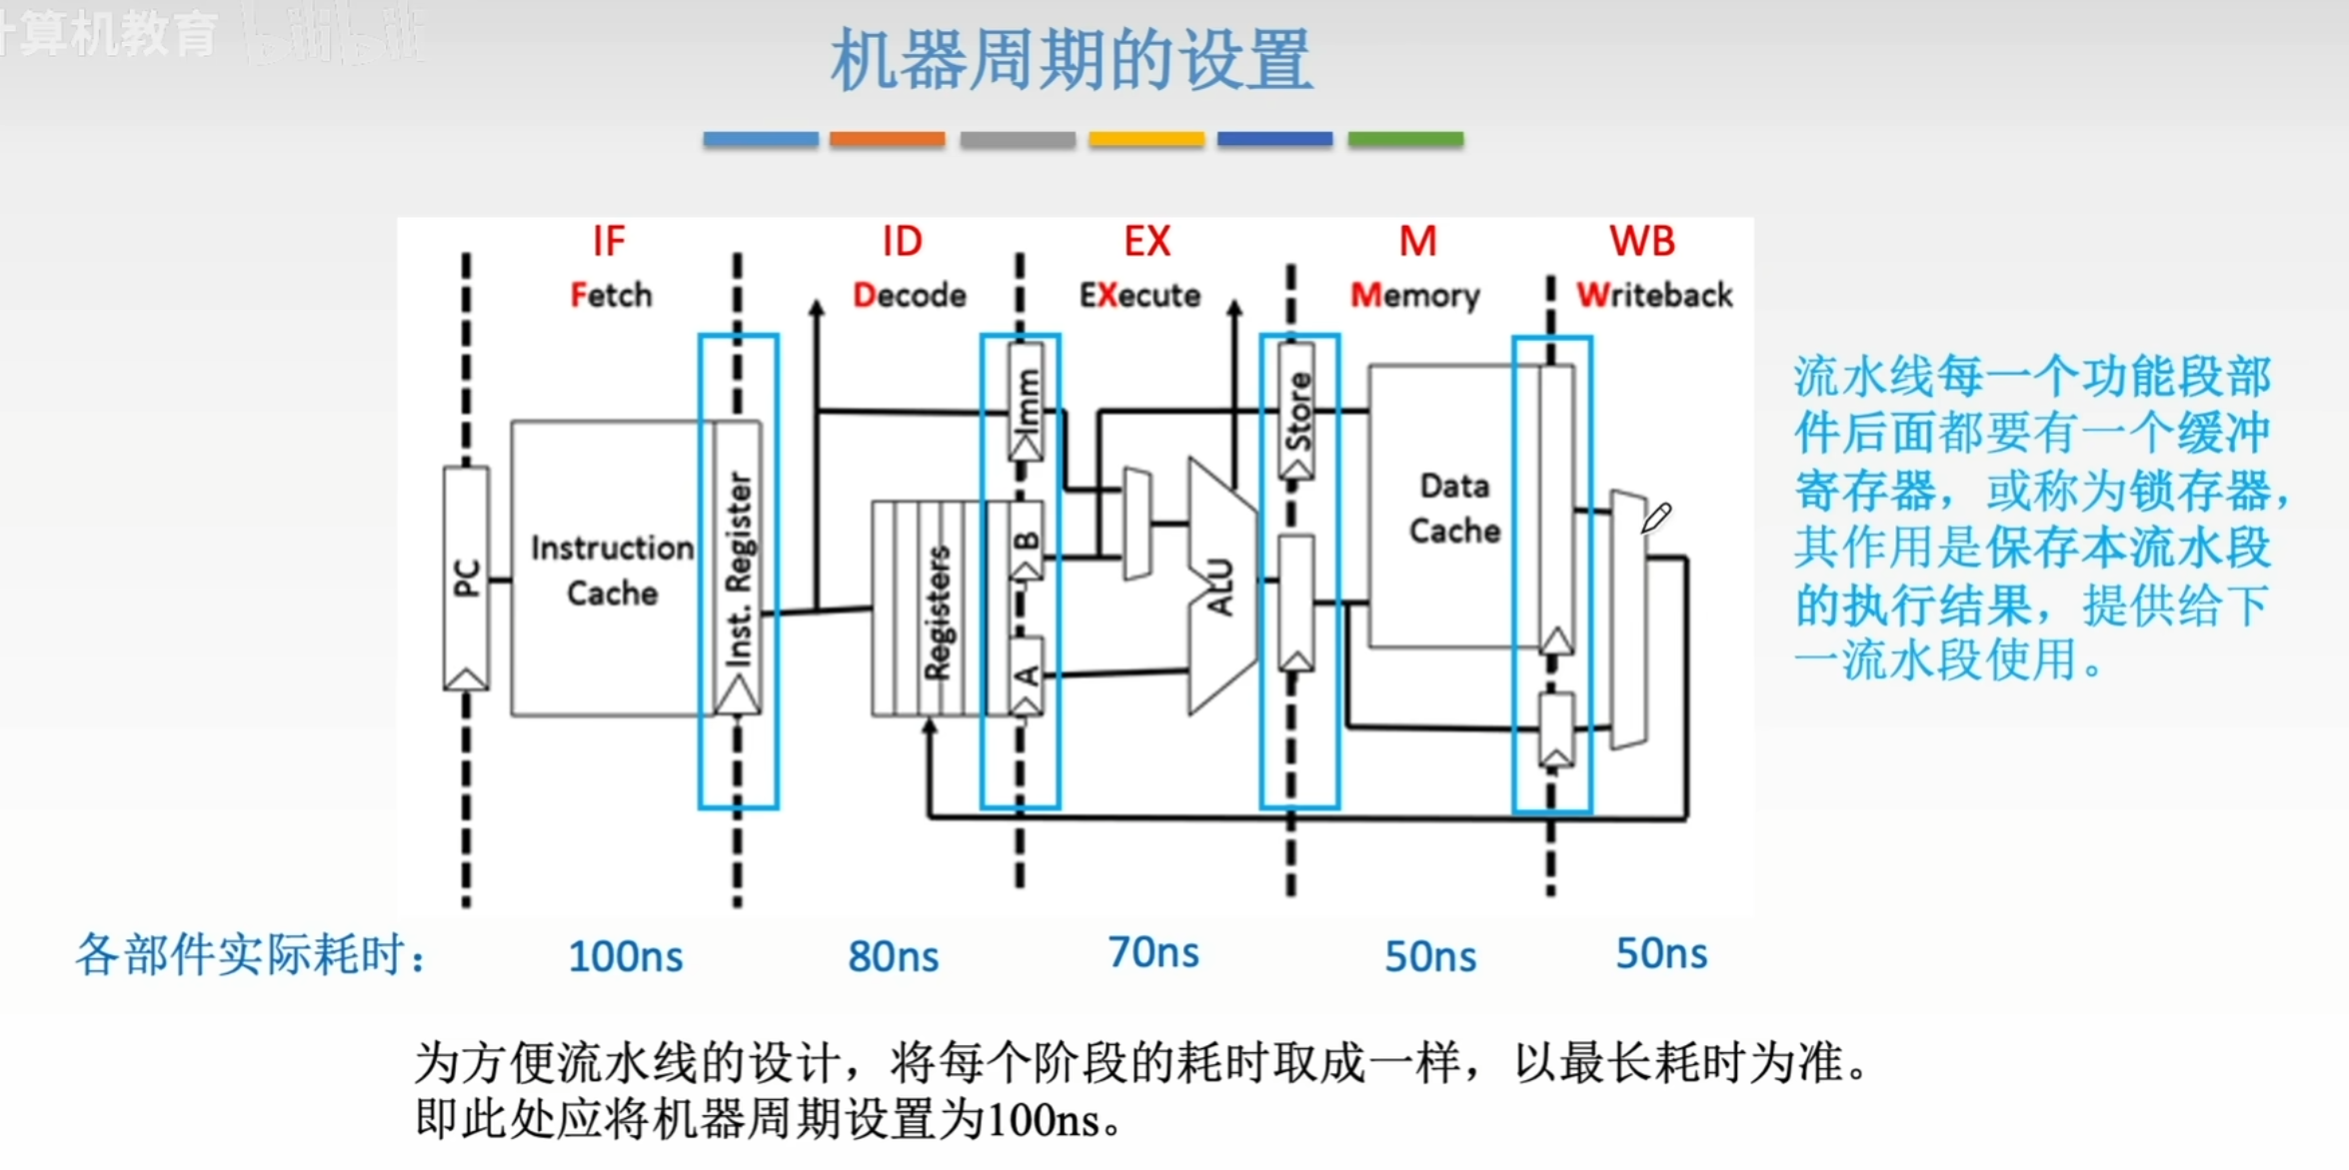 计算机教育 bilibili
机器周期的设置
IF ID EX M WB
Fetch Decode EXecute Memory Writeback
PC
Instruction
Cache
Inst. Register
Registers
Imm
B
A
ALU
Store
Data
Cache
流水线每一个功能段部
件后面都要有一个缓冲
寄存器，或称为锁存器，
其作用是保存本流水段
的执行结果，提供给下
一流水段使用。
各部件实际耗时： 100ns 80ns 70ns 50ns 50ns
为方便流水线的设计，将每个阶段的耗时取成一样，以最长耗时为准。
即此处应将机器周期设置为100ns。